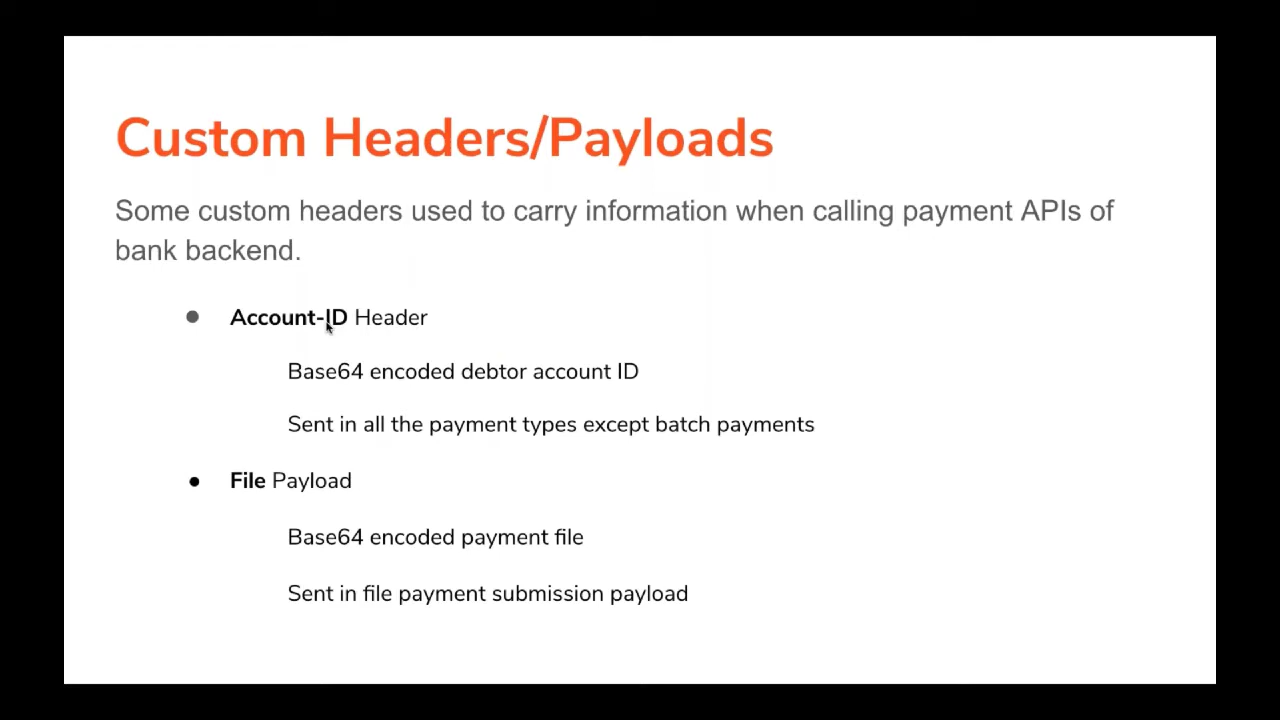 Custom Headers/Payloads
Some custom headers used to carry information when calling payment APIs of
bank backend.
● Account-ID Header
Base64 encoded debtor account ID
Sent in all the payment types except batch payments
● File Payload
Base64 encoded payment file
Sent in file payment submission payload